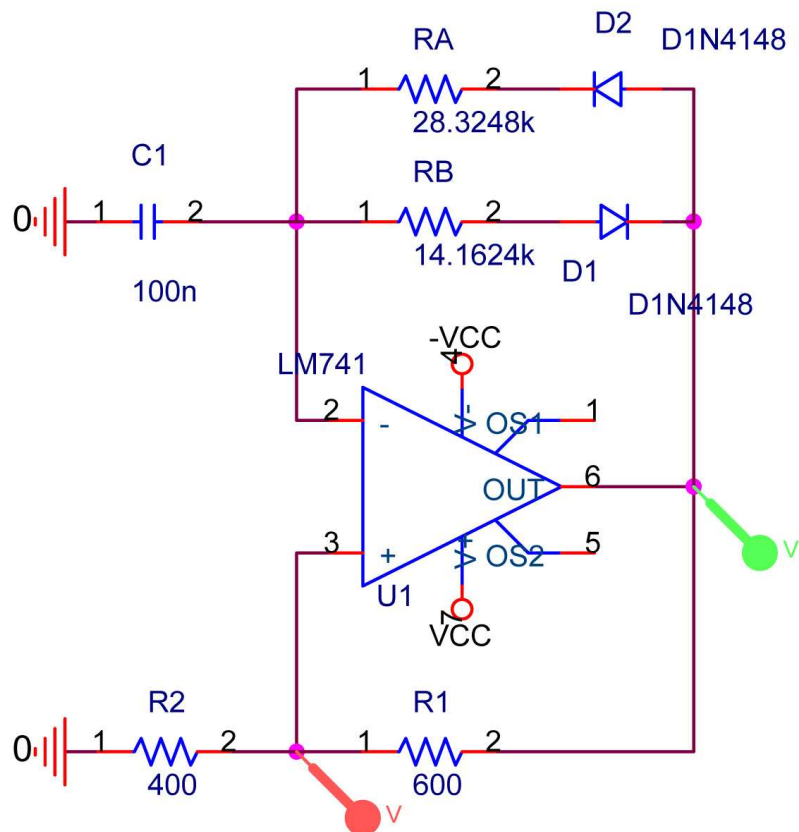 RA
D2
D1N4148
1
2
28.3248k
C1
RB
0
1
2
1
2
14.1624k
D1
100n
D1N4148
-VCC
4
LM741
2
-
V-
OS1
1
OUT
6
3
+
V+
OS2
5
U1
7
VCC
V
R2
R1
0
1
2
1
2
400
600
V